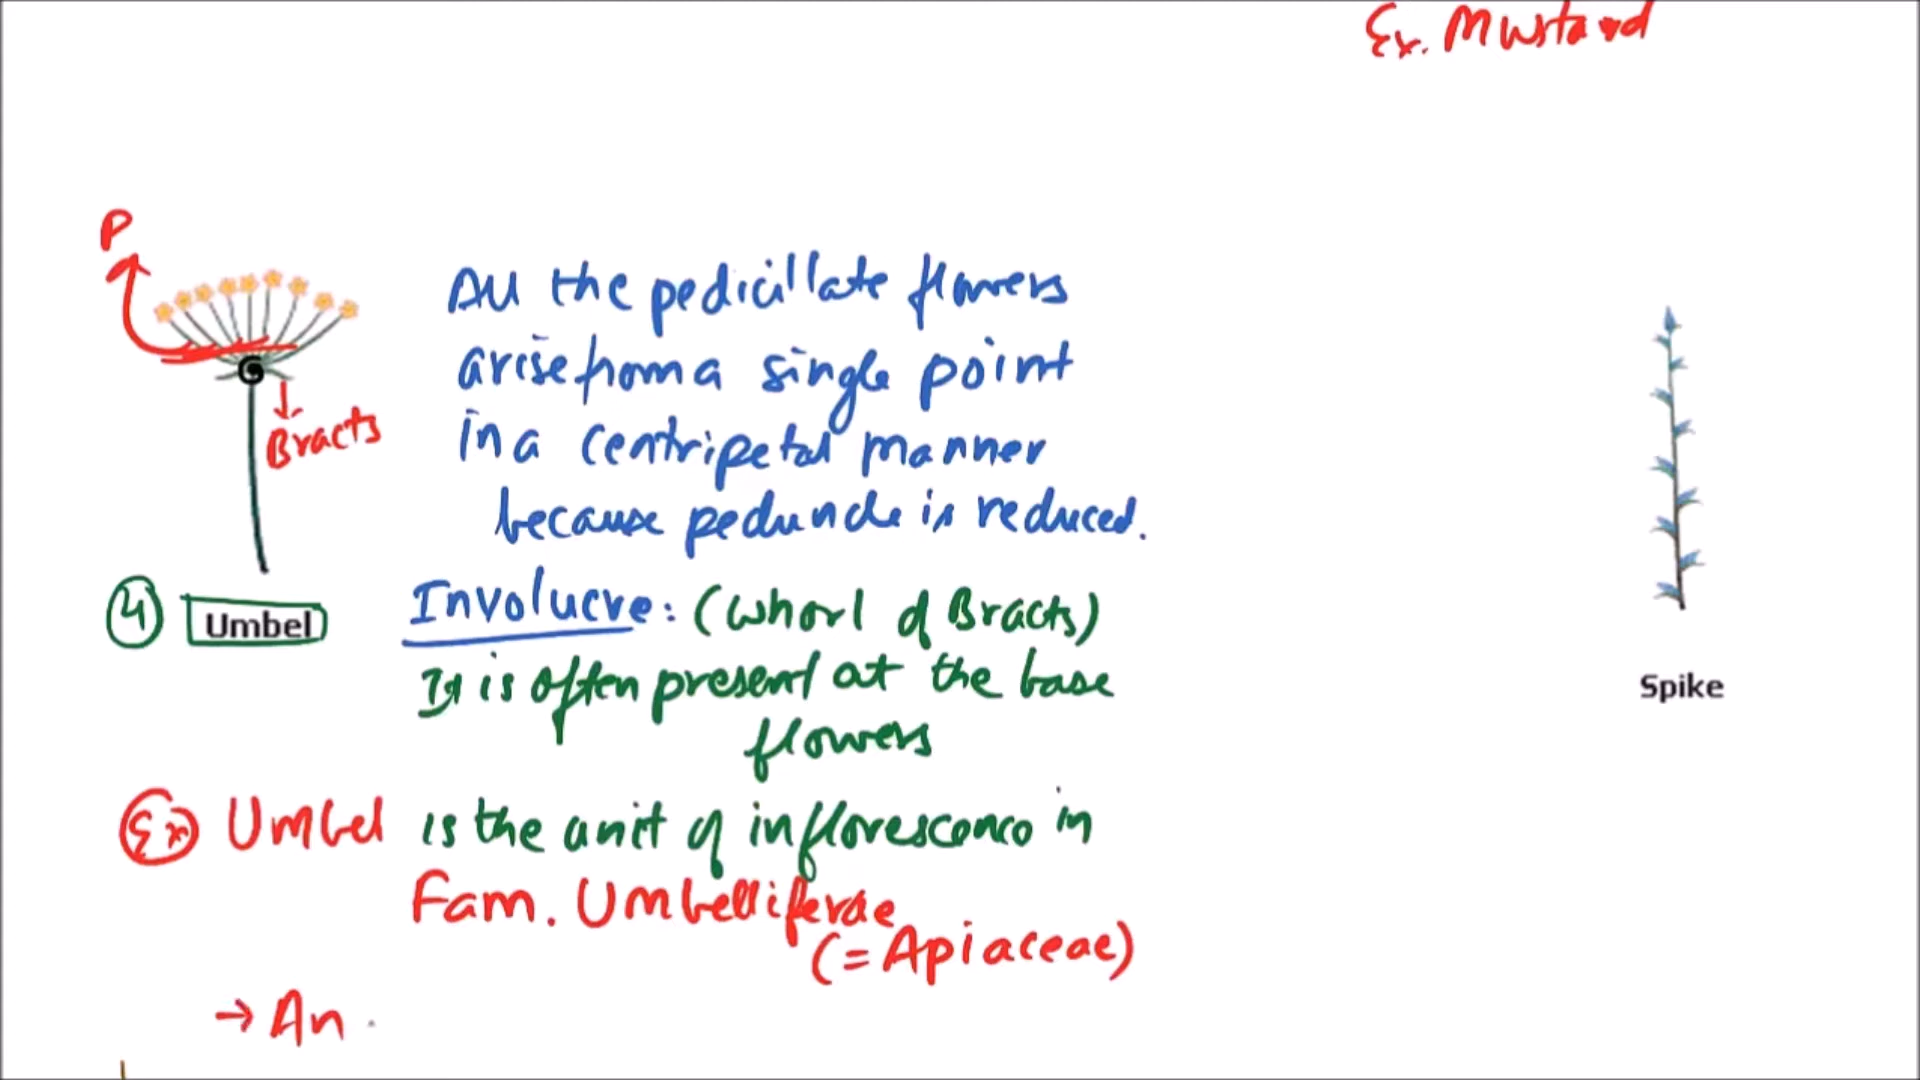 Ex. Mustard
P
All the pedicillate flowers
arise from a single point
in a centripetal manner
because peduncle is reduced.
Bracts
4 Umbel
Involucre: (whorl of Bracts)
It is often present at the base
flowers
Spike
Ex Umbel is the unit of inflorescence in
Fam. Umbelliferae
(= Apiaceae)
→ An